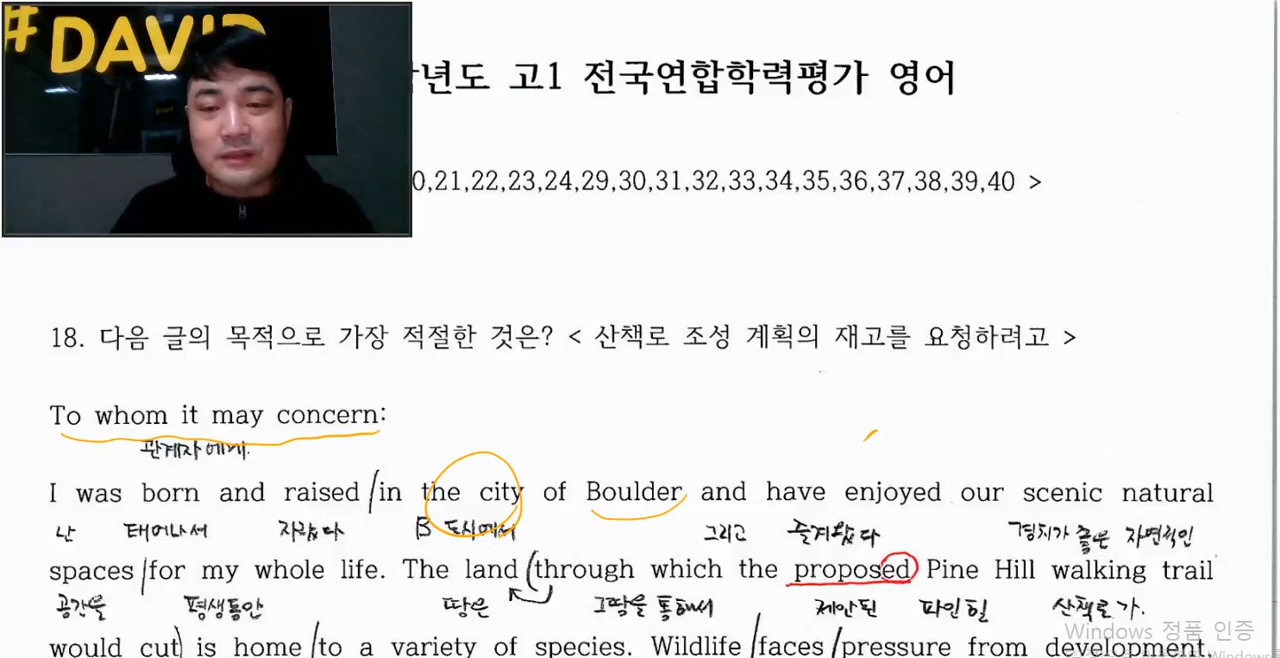 #DAVID
학년도 고1 전국연합학력평가 영어
0,21,22,23,24,29,30,31,32,33,34,35,36,37,38,39,40 >
18. 다음 글의 목적으로 가장 적절한 것은? < 산책로 조성 계획의 재고를 요청하려고 >
To whom it may concern:
관계자에게.
I was born and raised / in the city of Boulder and have enjoyed our scenic natural
난 태어나서 자랐다 B 도시에서 그리고 즐겨왔다 경치가 좋은 자연적인
spaces / for my whole life. The land (through which the proposed Pine Hill walking trail
공간을 평생동안 땅은 그땅을 통해서 제안된 파인힐 산책로가.
would cut) is home / to a variety of species. Wildlife / faces / pressure from development,
Windows 정품 인증